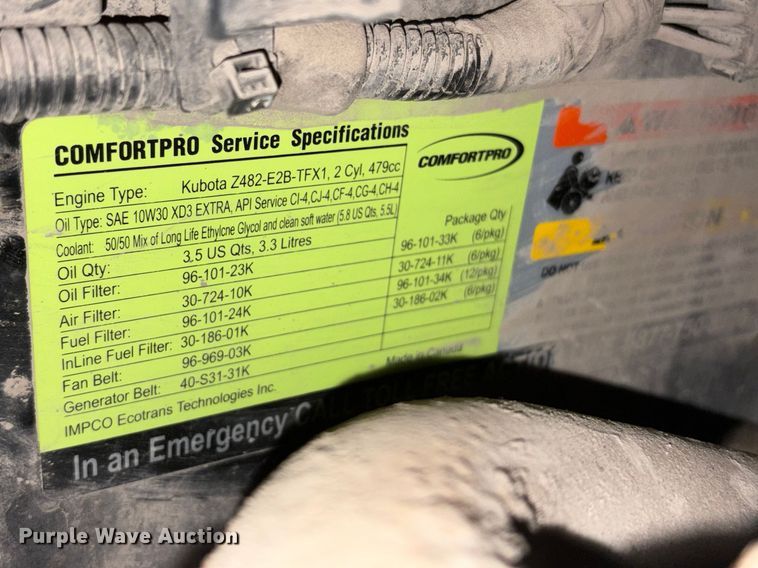 COMFORTPRO Service Specifications
COMFORTPRO
Engine Type: Kubota Z482-E2B-TFX1, 2 Cyl, 479cc
Oil Type: SAE 10W30 XD3 EXTRA, API Service CI-4,CJ-4,CF-4,CG-4,CH-4
Coolant: 50/50 Mix of Long Life Ethylcne Glycol and clean soft water (5.8 US Qts, 5.5L)
Oil Qty: 3.5 US Qts, 3.3 Litres Package Qty
Oil Filter: 96-101-23K 96-101-33K (6/pkg)
Air Filter: 30-724-10K 30-724-11K (6/pkg)
Fuel Filter: 96-101-24K 96-101-34K (12/pkg)
InLine Fuel Filter: 30-186-01K 30-186-02K (6/pkg)
Fan Belt: 96-969-03K
Generator Belt: 40-S31-31K
IMPCO Ecotrans Technologies Inc. Made in Canada
In an Emergency CALL TOLL FREE
WARNING
KE
DO NOT
Purple Wave Auction